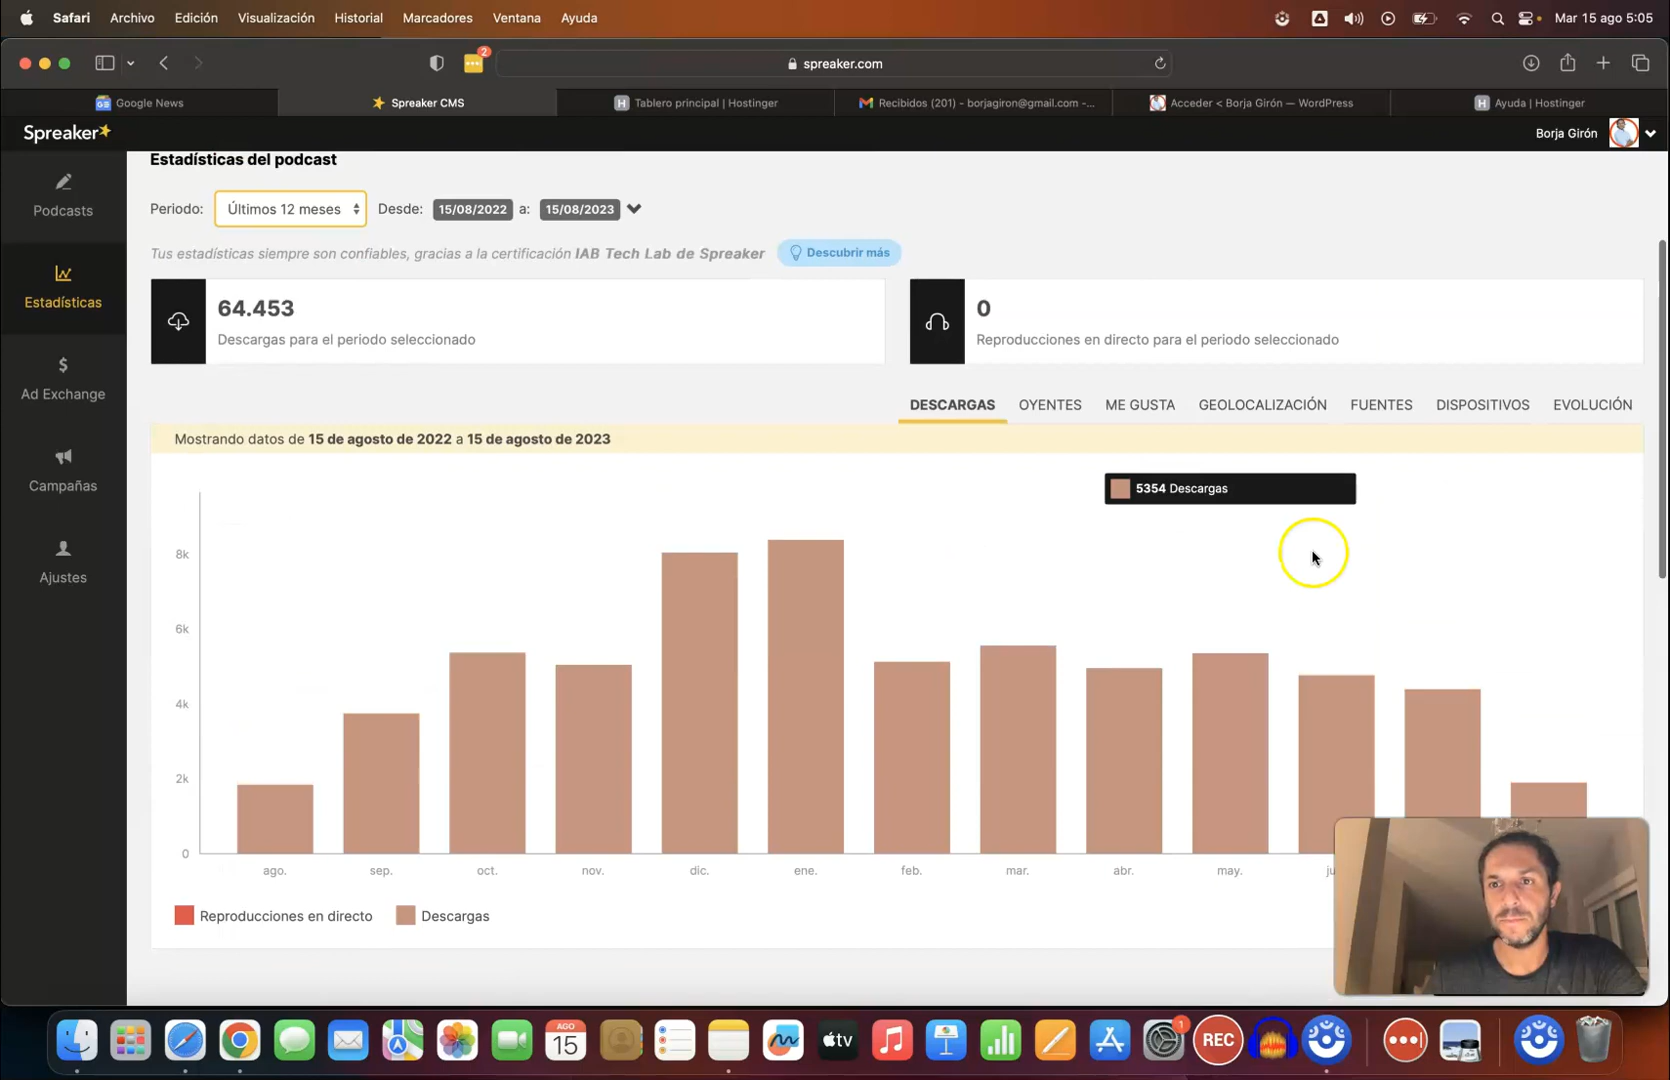 Safari Archivo Edición Visualización Historial Marcadores Ventana Ayuda Mar 15 ago 5:05
2
spreaker.com
Google News Spreaker CMS Tablero principal | Hostinger Recibidos (201) - borjagiron@gmail.com -... Acceder < Borja Girón — WordPress Ayuda | Hostinger
Spreaker Borja Girón
Podcasts
Estadísticas
Ad Exchange
Campañas
Ajustes
Estadísticas del podcast
Periodo: Últimos 12 meses Desde: 15/08/2022 a: 15/08/2023
Tus estadísticas siempre son confiables, gracias a la certificación IAB Tech Lab de Spreaker Descubrir más
64.453
Descargas para el periodo seleccionado
0
Reproducciones en directo para el periodo seleccionado
DESCARGAS OYENTES ME GUSTA GEOLOCALIZACIÓN FUENTES DISPOSITIVOS EVOLUCIÓN
Mostrando datos de 15 de agosto de 2022 a 15 de agosto de 2023
5354 Descargas
8k
6k
4k
2k
0
ago. sep. oct. nov. dic. ene. feb. mar. abr. may. ju
Reproducciones en directo Descargas
AGO
15
tv
1
REC